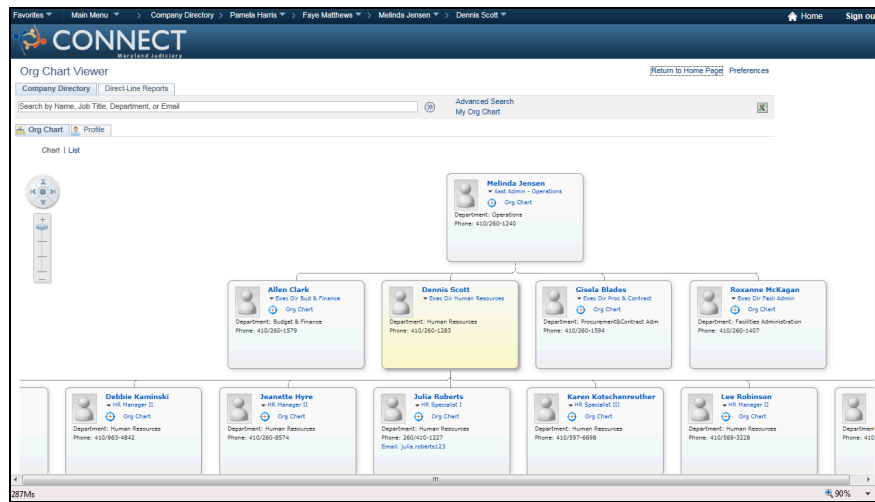 Favorites Main Menu > Company Directory > Pamela Harris > Faye Matthews > Melinda Jensen > Dennis Scott Home Sign ou
CONNECT
Maryland Judiciary
Org Chart Viewer Return to Home Page Preferences
Company Directory Direct-Line Reports
Search by Name, Job Title, Department, or Email
Advanced Search
My Org Chart
Org Chart Profile
Chart | List
Melinda Jensen
Asst Admin - Operations
Org Chart
Department: Operations
Phone: 410/260-1240
Allen Clark
Exec Dir Bud & Finance
Org Chart
Department: Budget & Finance
Phone: 410/260-1579
Dennis Scott
Exec Dir Human Resources
Department: Human Resources
Phone: 410/260-1283
Gisela Blades
Exec Dir Proc & Contract
Org Chart
Department: Procurement&Contract Adm
Phone: 410/260-1594
Roxanne McKagan
Exec Dir Facil Admin
Org Chart
Department: Facilities Administration
Phone: 410/260-1407
Debbie Kaminski
HR Manager II
Org Chart
Department: Human Resources
Phone: 410/963-4842
Jeanette Hyre
HR Manager II
Org Chart
Department: Human Resources
Phone: 410/260-8574
Julia Roberts
HR Specialist I
Org Chart
Department: Human Resources
Phone: 260/410-1227
Email: julia.roberts123
Karen Kotschenreuther
HR Specialist III
Org Chart
Department: Human Resources
Phone: 410/597-6698
Lee Robinson
HR Manager II
Org Chart
Department: Human Resources
Phone: 410/569-3228
Departmen
Phone: 410
287Ms 90%